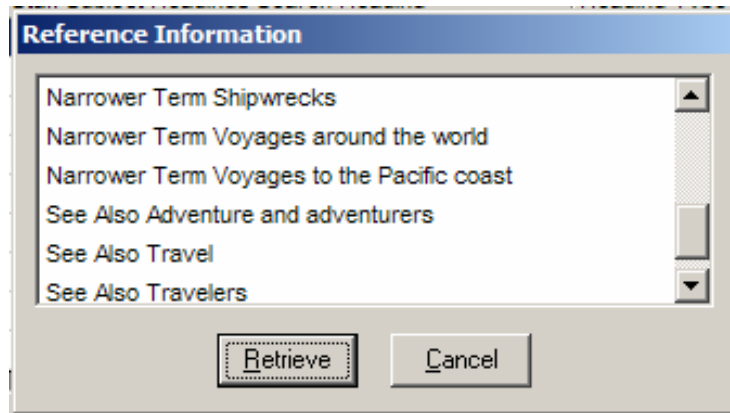 Reference Information
Narrower Term Shipwrecks
Narrower Term Voyages around the world
Narrower Term Voyages to the Pacific coast
See Also Adventure and adventurers
See Also Travel
See Also Travelers
Retrieve
Cancel